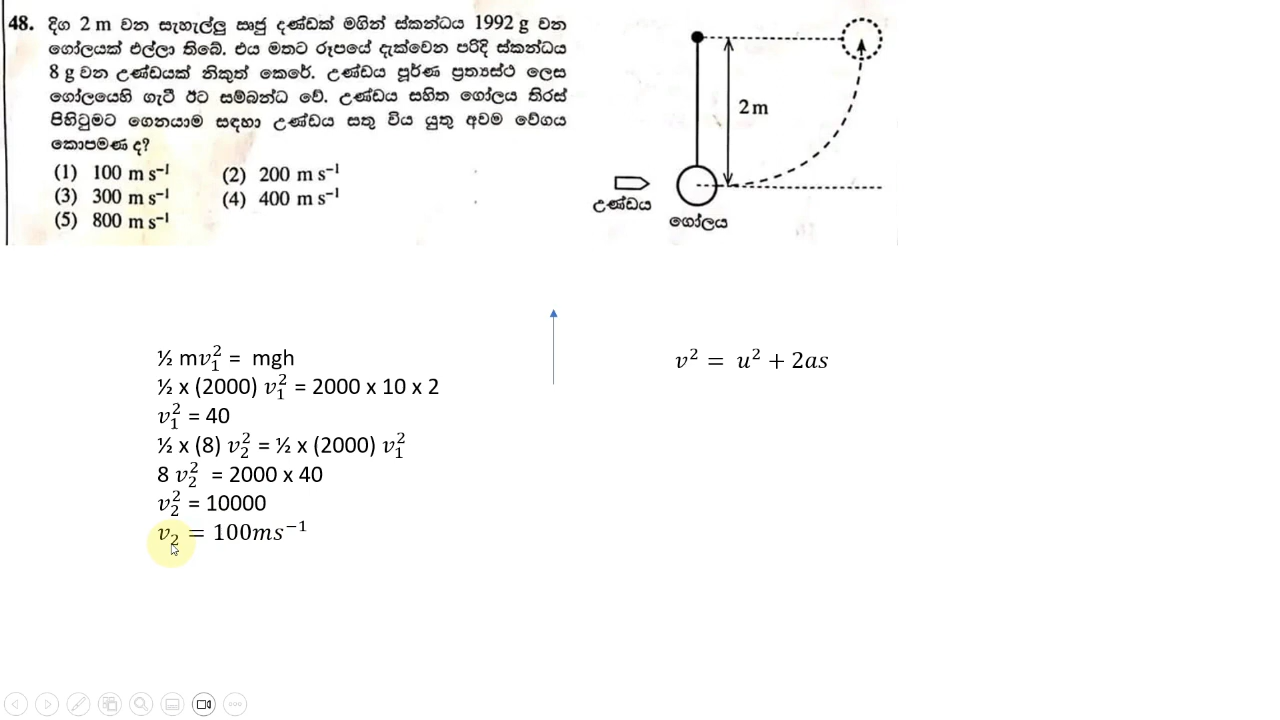 48. දිග 2 m වන සැහැල්ලු සෘජු දණ්ඩක් මගින් ස්කන්ධය 1992 g වන
ගෝලයක් එල්ලා තිබේ. එය මතට රූපයේ දැක්වෙන පරිදි ස්කන්ධය
8 g වන උණ්ඩයක් නිකුත් කෙරේ. උණ්ඩය පූර්ණ ප්‍රත්‍යස්ථ ලෙස
ගෝලයෙහි ගැටී ඊට සම්බන්ධ වේ. උණ්ඩය සහිත ගෝලය තිරස්
පිහිටුමට ගෙනයාම සඳහා උණ්ඩය සතු විය යුතු අවම වේගය
කොපමණ ද?
(1) 100 m s⁻¹ (2) 200 m s⁻¹
(3) 300 m s⁻¹ (4) 400 m s⁻¹
(5) 800 m s⁻¹
2 m
උණ්ඩය
ගෝලය
½ mv₁² = mgh
½ x (2000) v₁² = 2000 x 10 x 2
v₁² = 40
½ x (8) v₂² = ½ x (2000) v₁²
8 v₂² = 2000 x 40
v₂² = 10000
v₂ = 100ms⁻¹
v² = u² + 2as